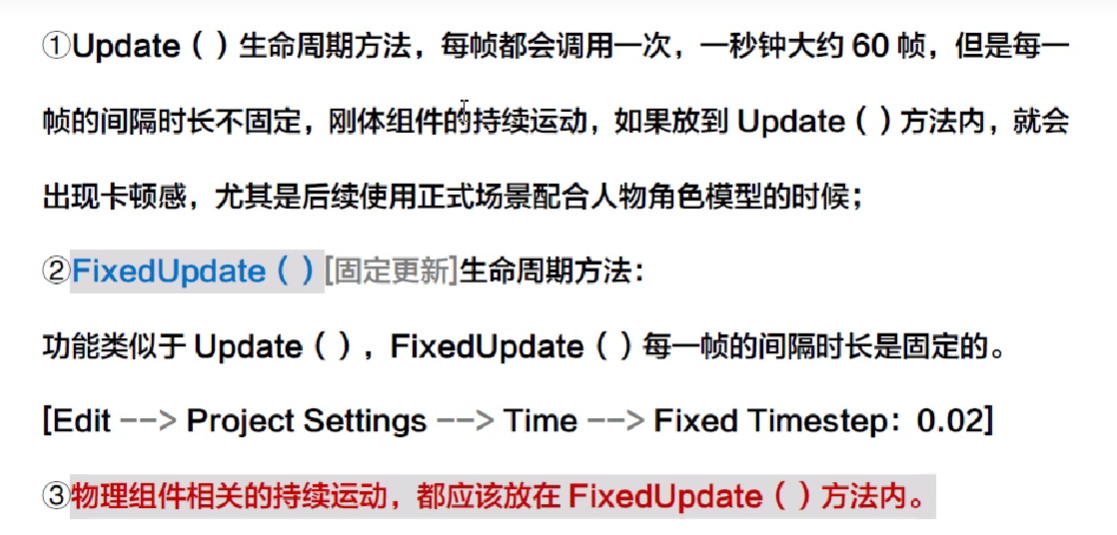 ①Update（）生命周期方法，每帧都会调用一次，一秒钟大约 60 帧，但是每一
帧的间隔时长不固定，刚体组件的持续运动，如果放到 Update（）方法内，就会
出现卡顿感，尤其是后续使用正式场景配合人物角色模型的时候；
②FixedUpdate（）[固定更新]生命周期方法：
功能类似于 Update（），FixedUpdate（）每一帧的间隔时长是固定的。
[Edit --> Project Settings --> Time --> Fixed Timestep：0.02]
③物理组件相关的持续运动，都应该放在 FixedUpdate（）方法内。